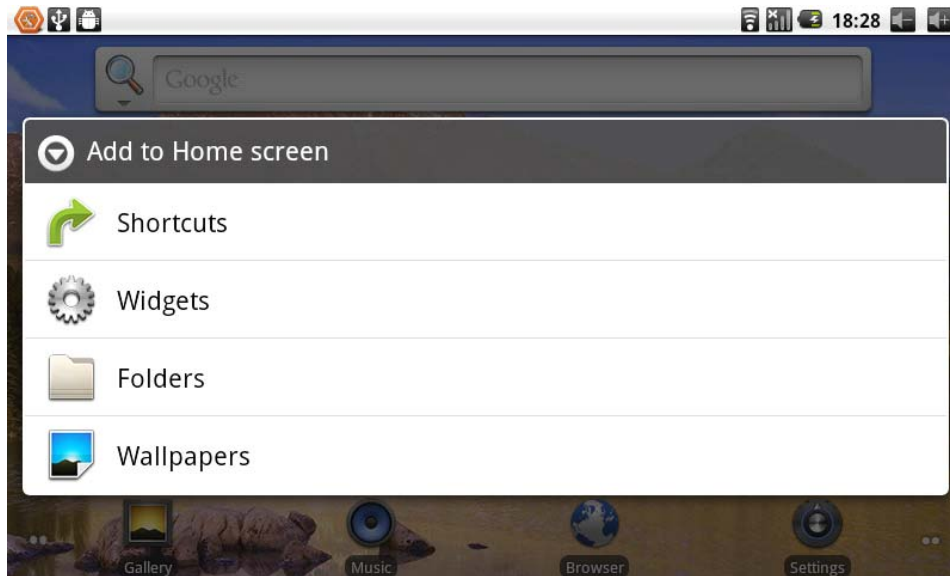 18:28
Google
Add to Home screen
Shortcuts
Widgets
Folders
Wallpapers
Gallery Music Browser Settings